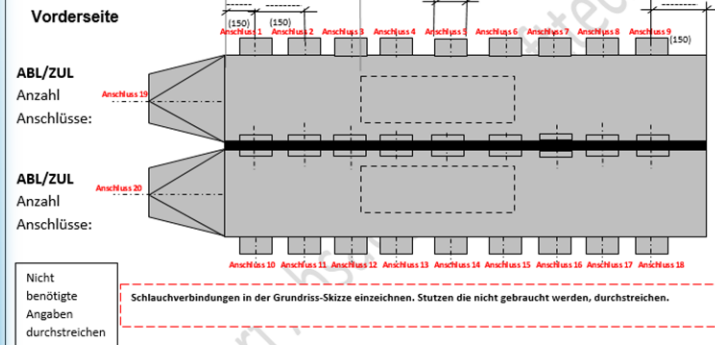 Vorderseite
(150)
(150)
(150)
Anschluss 1
Anschluss 2
Anschluss 3
Anschluss 4
Anschluss 5
Anschluss 6
Anschluss 7
Anschluss 8
Anschluss 9
ABL/ZUL
Anzahl
Anschlüsse:
Anschluss 19
ABL/ZUL
Anzahl
Anschlüsse:
Anschluss 20
Anschluss 10
Anschluss 11
Anschluss 12
Anschluss 13
Anschluss 14
Anschluss 15
Anschluss 16
Anschluss 17
Anschluss 18
Nicht
benötigte
Angaben
durchstreichen
Schlauchverbindungen in der Grundriss-Skizze einzeichnen. Stutzen die nicht gebraucht werden, durchstreichen.